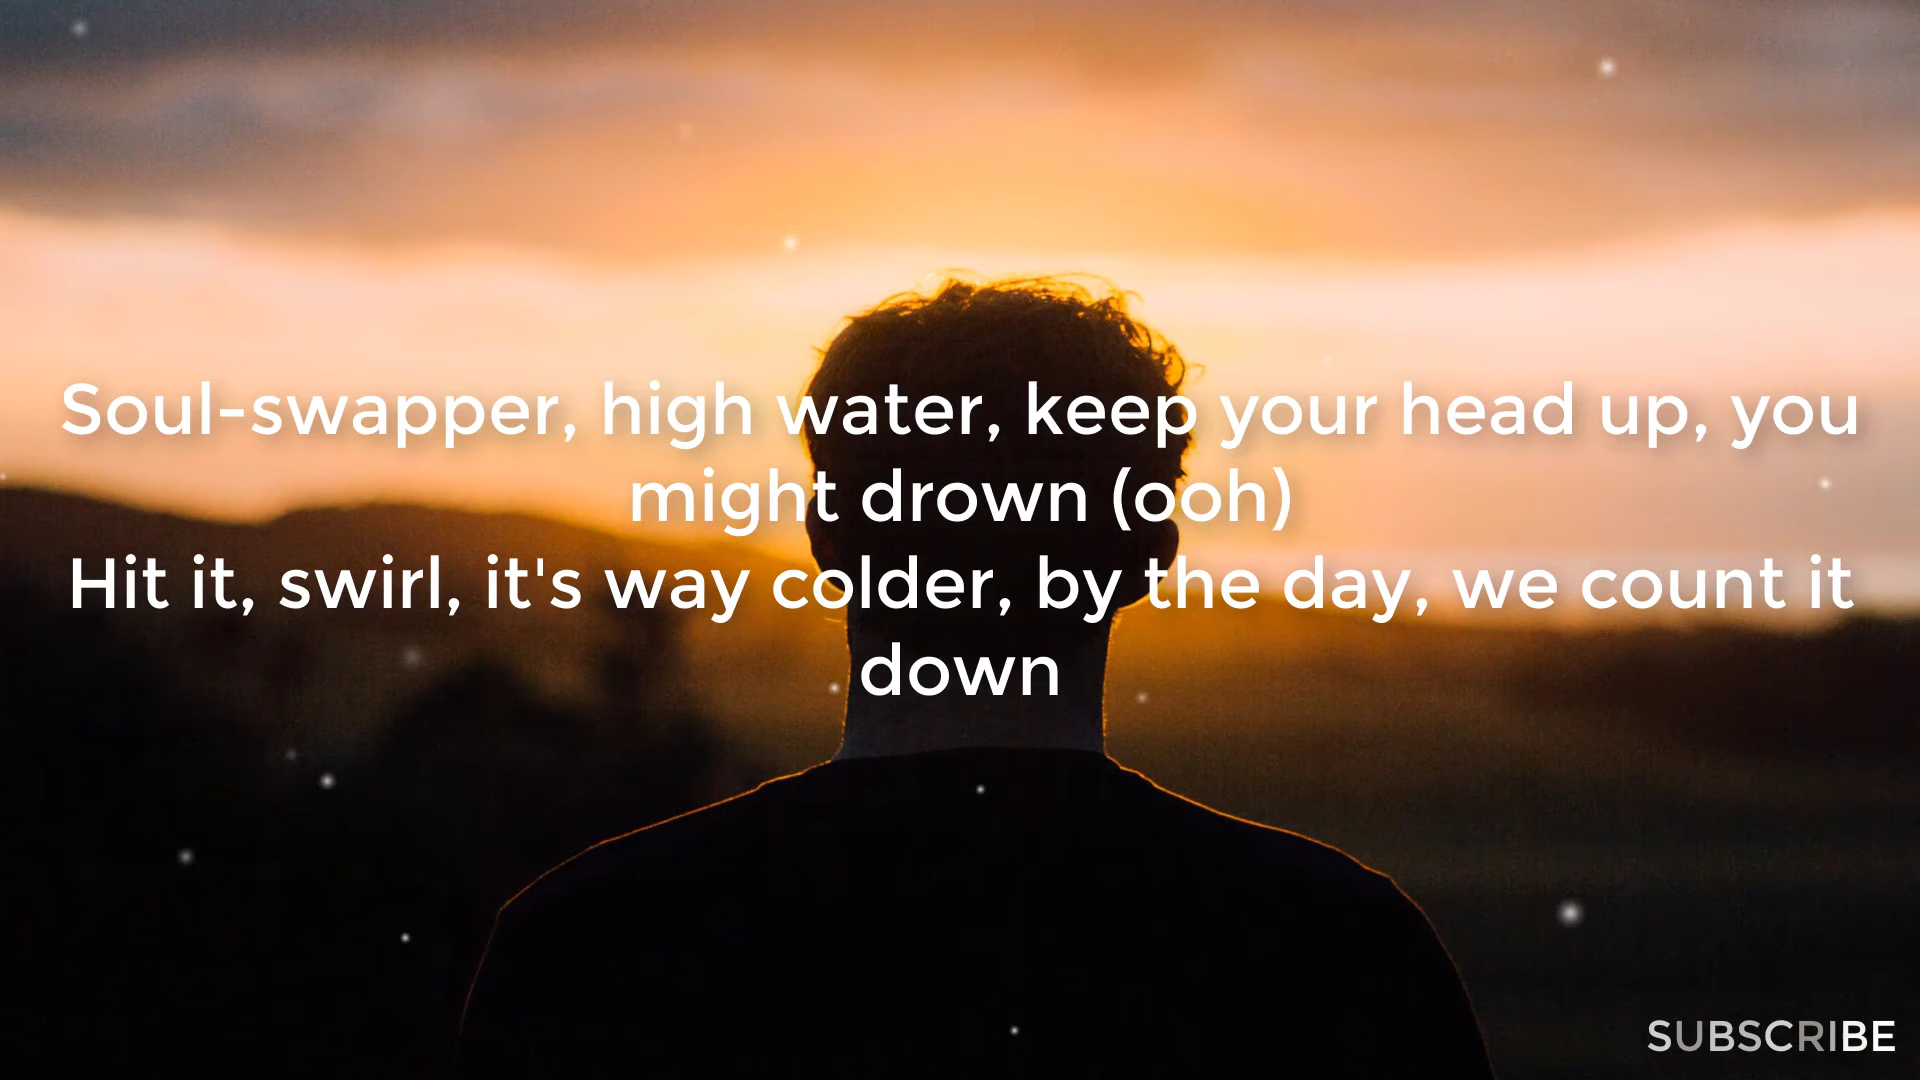 Soul-swapper, high water, keep your head up, you
might drown (ooh)
Hit it, swirl, it's way colder, by the day, we count it
down
SUBSCRIBE